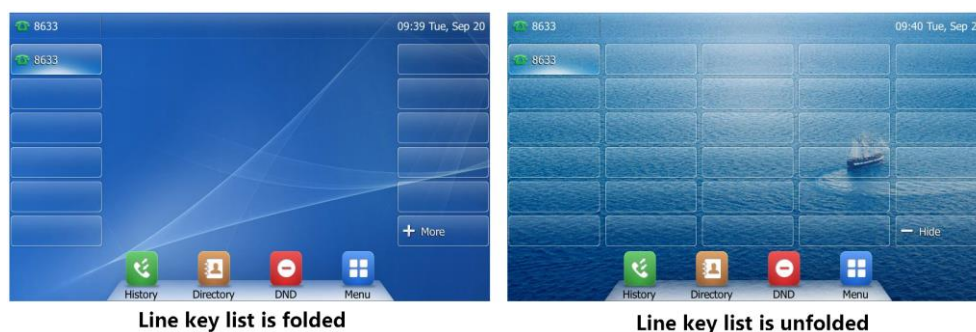 8633
09:39 Tue, Sep 20
8633
More
History
Directory
DND
Menu
Line key list is folded
8633
09:40 Tue, Sep 2
8633
Hide
History
Directory
DND
Menu
Line key list is unfolded